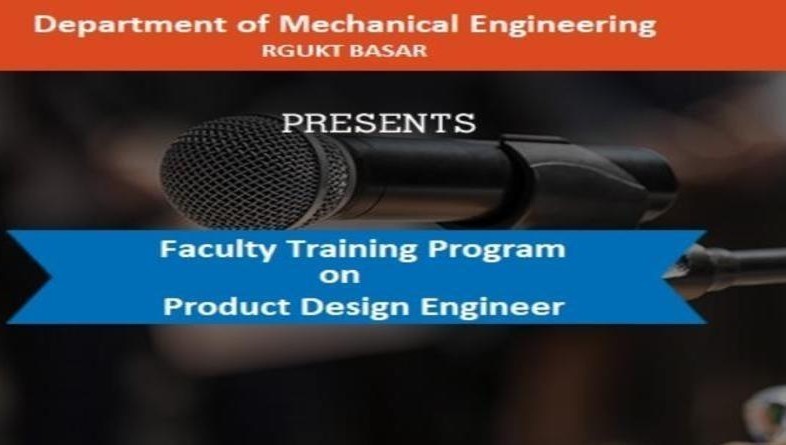 Department of Mechanical Engineering
RGUKT BASAR
PRESENTS
Faculty Training Program
on
Product Design Engineer